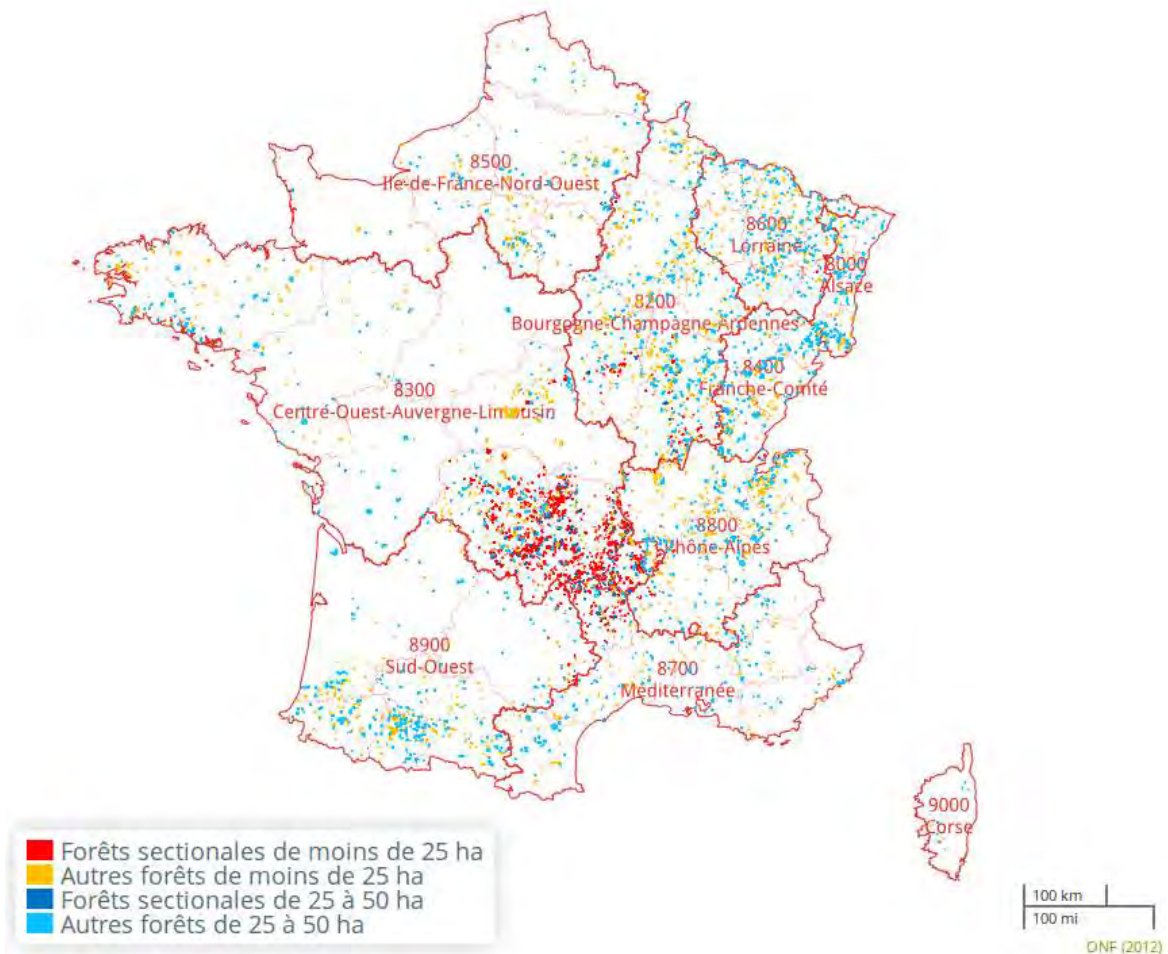 8500
Ile-de-France-Nord-Ouest
8600
Lorraine
8000
Alsace
8200
Bourgogne-Champagne-Ardennes
8400
Franche-Comté
8300
Centre-Ouest-Auvergne-Limousin
8800
Rhône-Alpes
8900
Sud-Ouest
8700
Méditerranée
9000
Corse
Forêts sectionales de moins de 25 ha
Autres forêts de moins de 25 ha
Forêts sectionales de 25 à 50 ha
Autres forêts de 25 à 50 ha
100 km
100 mi
ONF (2012)